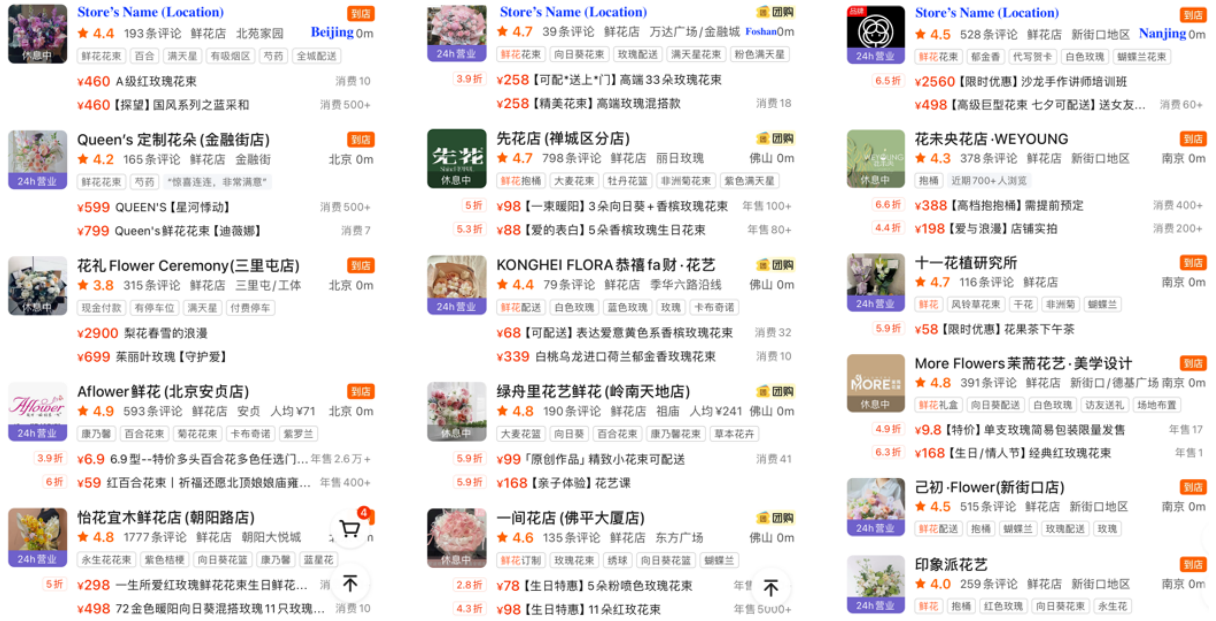 Store's Name (Location)
到店
4.4 193条评论 鲜花店 北苑家园 Beijing 0m
休息中
鲜花花束 百合 满天星 有吸烟区 芍药 全城配送
¥460 A级红玫瑰花束 消费10
¥460【探望】国风系列之蓝采和 消费500+
Queen's 定制花朵 (金融街店)
到店
4.2 165条评论 鲜花店 金融街 北京 0m
24h营业
鲜花花束 芍药 “惊喜连连，非常满意”
¥599 QUEEN'S【星河悸动】 消费500+
¥799 Queen's鲜花花束【迪薇娜】 消费7
花礼Flower Ceremony(三里屯店)
到店
3.8 315条评论 鲜花店 三里屯/工体 北京 0m
休息中
现金付款 有停车位 满天星 付费停车
¥2900 梨花春雪的浪漫
¥699 茱丽叶玫瑰【守护爱】
Aflower鲜花 (北京安贞店)
到店
Aflower
4.9 593条评论 鲜花店 安贞 人均¥71 北京 0m
24h营业
康乃馨 百合花束 菊花花束 卡布奇诺 紫罗兰
3.9折 ¥6.9 6.9型--特价多头百合花多色任选门... 年售2.6万+
6折 ¥59 红百合花束丨祈福还愿北顶娘娘庙雍... 年售400+
怡花宜木鲜花店 (朝阳路店)
4
4.8 1777条评论 鲜花店 朝阳大悦城
24h营业
永生花花束 紫色桔梗 向日葵花篮 康乃馨 蓝星花
5折 ¥298 一生所爱红玫瑰鲜花花束生日鲜花...
¥498 72金色暖阳向日葵混搭玫瑰11只玫瑰... 消费10
Store's Name (Location)
团购
4.7 39条评论 鲜花店 万达广场/金融城 Foshan 0m
24h营业
鲜花花束 向日葵花束 玫瑰配送 满天星花束 粉色满天星
3.9折 ¥258【可配*送上*门】高端33朵玫瑰花束
¥258【精美花束】高端玫瑰混搭款 消费18
先花店 (禅城区分店)
团购
先花
4.7 798条评论 鲜花店 丽日玫瑰 佛山 0m
休息中
鲜花抱桶 大麦花束 牡丹花篮 非洲菊花束 紫色满天星
5折 ¥98【一束暖阳】3朵向日葵+香槟玫瑰花束 年售100+
5.3折 ¥88【爱的表白】5朵香槟玫瑰生日花束 年售80+
KONGHEI FLORA恭禧fa财·花艺
团购
4.4 79条评论 鲜花店 季华六路沿线 佛山 0m
24h营业
鲜花配送 白色玫瑰 蓝色玫瑰 玫瑰 卡布奇诺
¥68【可配送】表达爱意黄色系香槟玫瑰花束 消费32
¥339 白桃乌龙进口荷兰郁金香玫瑰花束 消费10
绿舟里花艺鲜花 (岭南天地店)
团购
4.8 190条评论 鲜花店 祖庙 人均¥241 佛山 0m
休息中
大麦花篮 向日葵 百合花束 康乃馨花束 草本花卉
5.9折 ¥99「原创作品」精致小花束可配送 消费41
5.9折 ¥168【亲子体验】花艺课
一间花店 (佛平大厦店)
团购
4.6 135条评论 鲜花店 东方广场 佛山 0m
休息中
鲜花订制 玫瑰花束 绣球 向日葵花篮 蝴蝶兰
2.8折 ¥78【生日特惠】5朵粉喷色玫瑰花束
4.3折 ¥98【生日特惠】11朵红玫花束 年售5000+
品牌
Store's Name (Location)
到店
4.5 528条评论 鲜花店 新街口地区 Nanjing 0m
24h营业
鲜花花束 郁金香 代写贺卡 白色玫瑰 蝴蝶兰花束
6.5折 ¥2560【限时优惠】沙龙手作讲师培训班
¥498【高级巨型花束 七夕可配送】送女友... 消费60+
花未央花店·WEYOUNG
到店
4.3 378条评论 鲜花店 新街口地区 南京 0m
休息中
抱桶 近期700+人浏览
6.6折 ¥388【高档抱抱桶】需提前预定 消费400+
4.4折 ¥198【爱与浪漫】店铺实拍 消费200+
十一花植研究所
到店
4.7 116条评论 鲜花店 南京 0m
24h营业
鲜花 风铃草花束 干花 非洲菊 蝴蝶兰
5.9折 ¥58【限时优惠】花果茶下午茶
More Flowers茉薷花艺·美学设计
到店
MORE
4.8 391条评论 鲜花店 新街口/德基广场 南京 0m
休息中
鲜花礼盒 向日葵配送 白色玫瑰 访友送礼 场地布置
4.9折 ¥9.8【特价】单支玫瑰简易包装限量发售 年售17
6.3折 ¥168【生日/情人节】经典红玫瑰花束 年售1
己初·Flower(新街口店)
到店
4.5 515条评论 鲜花店 新街口地区 南京 0m
24h营业
鲜花配送 抱桶 蝴蝶兰 玫瑰配送 玫瑰
印象派花艺
到店
4.0 259条评论 鲜花店 新街口地区 南京 0m
24h营业
鲜花 抱桶 红色玫瑰 向日葵花束 永生花